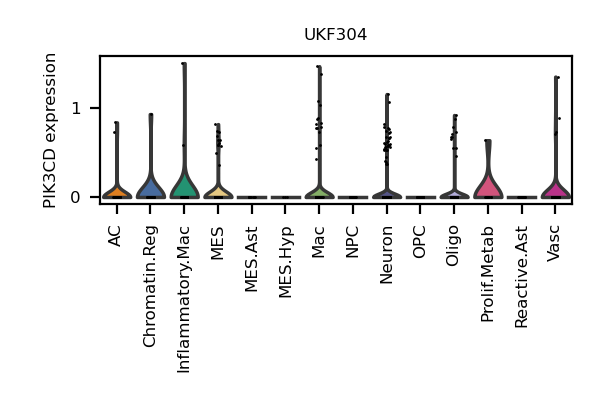 UKF304
PIK3CD expression
1
0
AC
Chromatin.Reg
Inflammatory.Mac
MES
MES.Ast
MES.Hyp
Mac
NPC
Neuron
OPC
Oligo
Prolif.Metab
Reactive.Ast
Vasc